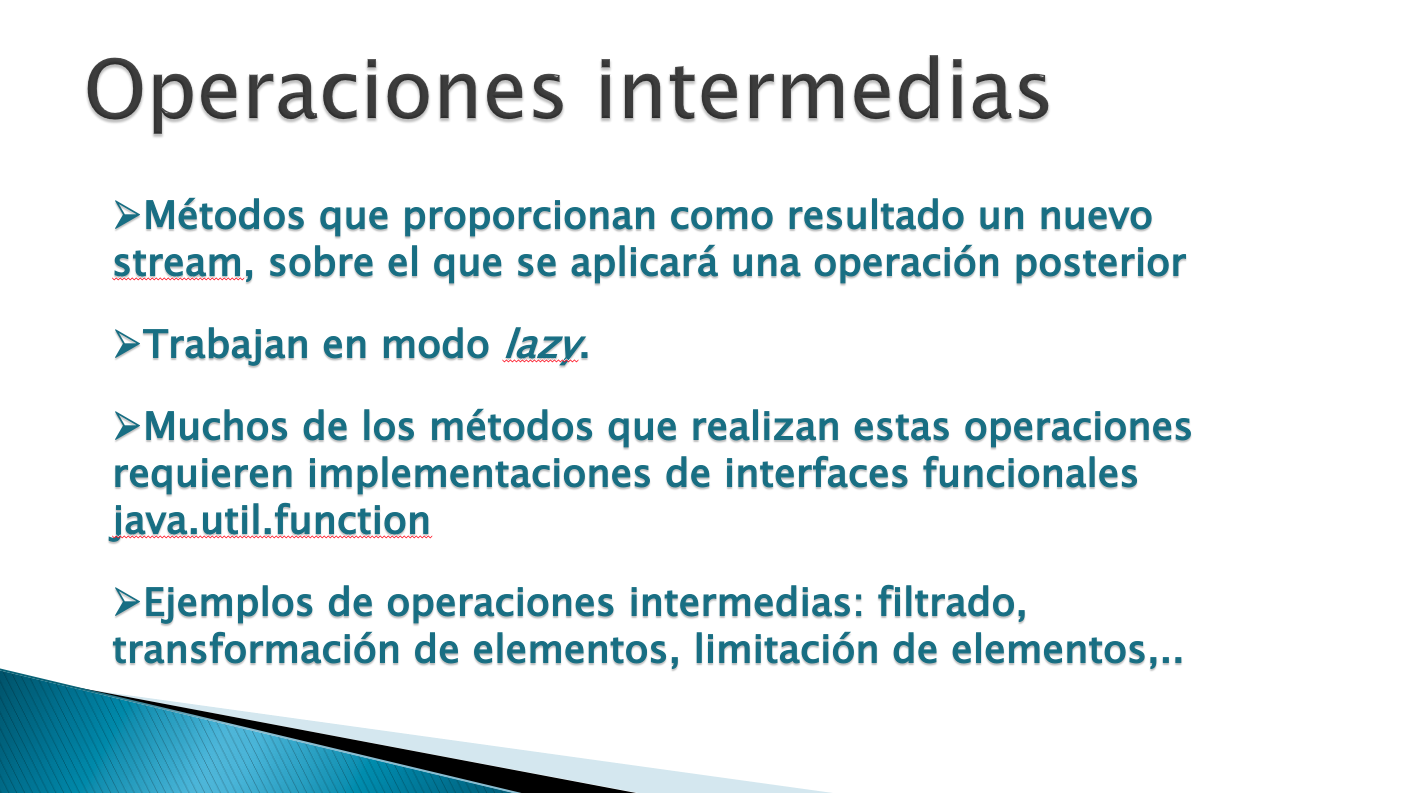 Operaciones intermedias
➢Métodos que proporcionan como resultado un nuevo
stream, sobre el que se aplicará una operación posterior
➢Trabajan en modo lazy.
➢Muchos de los métodos que realizan estas operaciones
requieren implementaciones de interfaces funcionales
java.util.function
➢Ejemplos de operaciones intermedias: filtrado,
transformación de elementos, limitación de elementos,..